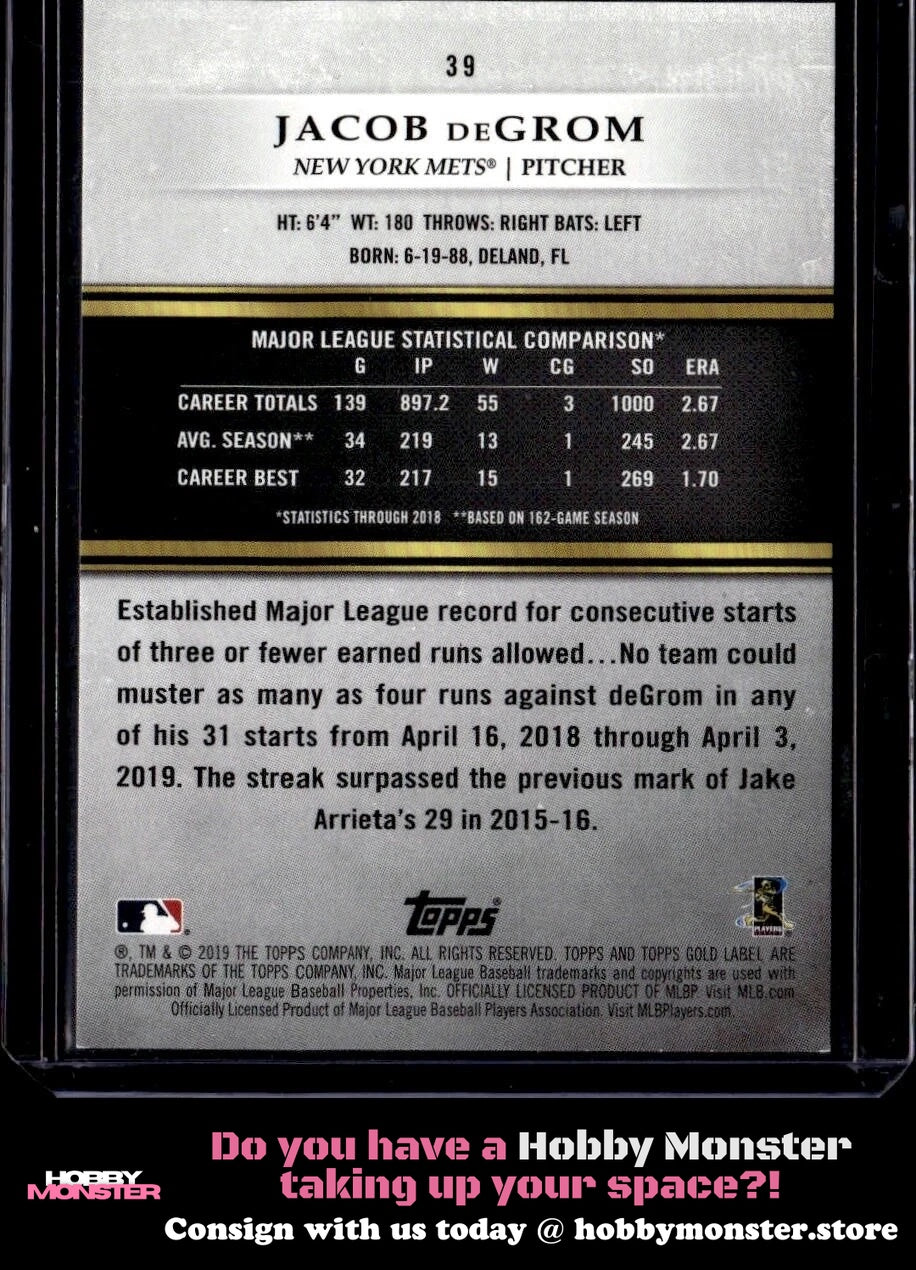 39
JACOB DEGROM
NEW YORK METS® | PITCHER
HT: 6'4" WT: 180 THROWS: RIGHT BATS: LEFT
BORN: 6-19-88, DELAND, FL
MAJOR LEAGUE STATISTICAL COMPARISON*
G IP W CG SO ERA
CAREER TOTALS 139 897.2 55 3 1000 2.67
AVG. SEASON** 34 219 13 1 245 2.67
CAREER BEST 32 217 15 1 269 1.70
*STATISTICS THROUGH 2018 **BASED ON 162-GAME SEASON
Established Major League record for consecutive starts
of three or fewer earned runs allowed...No team could
muster as many as four runs against deGrom in any
of his 31 starts from April 16, 2018 through April 3,
2019. The streak surpassed the previous mark of Jake
Arrieta's 29 in 2015-16.
topps®
PLAYERS
®, TM & © 2019 THE TOPPS COMPANY, INC. ALL RIGHTS RESERVED. TOPPS AND TOPPS GOLD LABEL ARE
TRADEMARKS OF THE TOPPS COMPANY, INC. Major League Baseball trademarks and copyrights are used with
permission of Major League Baseball Properties, Inc. OFFICIALLY LICENSED PRODUCT OF MLBP. Visit MLB.com
Officially Licensed Product of Major League Baseball Players Association. Visit MLBPlayers.com.
Do you have a Hobby Monster
taking up your space?!
HOBBY
MONSTER
Consign with us today @ hobbymonster.store